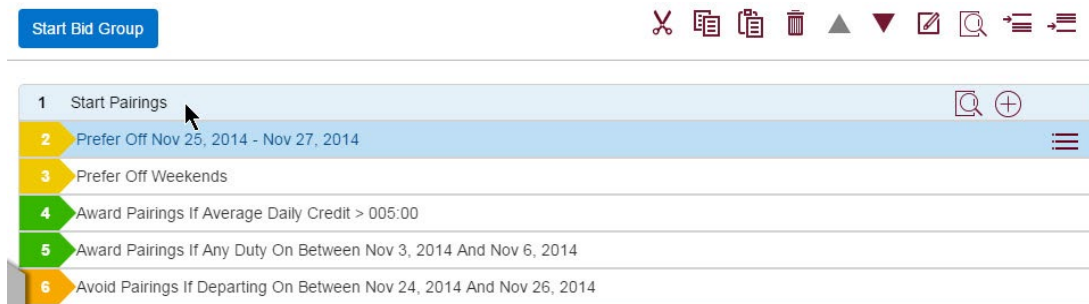 Start Bid Group
1 Start Pairings
2 Prefer Off Nov 25, 2014 - Nov 27, 2014
3 Prefer Off Weekends
4 Award Pairings If Average Daily Credit > 005:00
5 Award Pairings If Any Duty On Between Nov 3, 2014 And Nov 6, 2014
6 Avoid Pairings If Departing On Between Nov 24, 2014 And Nov 26, 2014